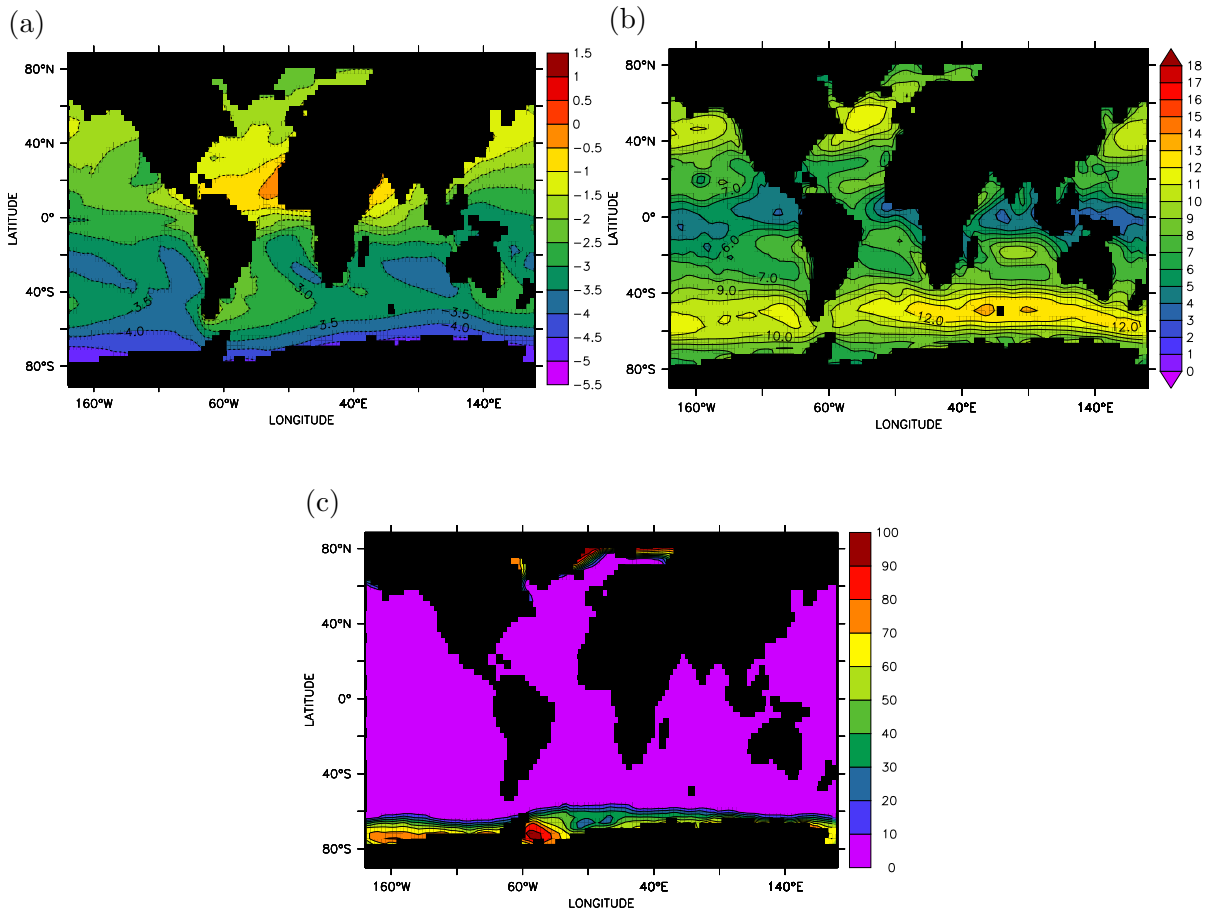 (a)
80°N
40°N
0°
40°S
80°S
LATITUDE
160°W
60°W
40°E
140°E
LONGITUDE
1.5
1
0.5
0
−0.5
−1
−1.5
−2
−2.5
−3
−3.5
−4
−4.5
−5
−5.5
3.5
4.0
3.0
3.5
3.5
4.0
(b)
80°N
40°N
0°
40°S
80°S
LATITUDE
160°W
60°W
40°E
140°E
LONGITUDE
18
17
16
15
14
13
12
11
10
9
8
7
6
5
4
3
2
1
0
7.0
6.0
7.0
9.0
10.0
12.0
12.0
(c)
80°N
40°N
0°
40°S
80°S
LATITUDE
160°W
60°W
40°E
140°E
LONGITUDE
100
90
80
70
60
50
40
30
20
10
0